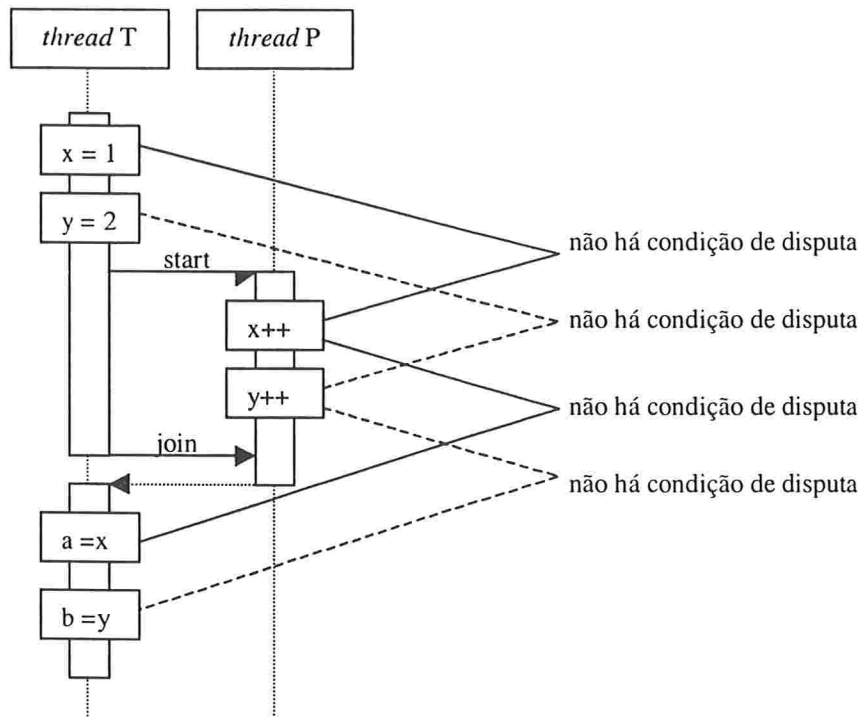 thread T
thread P
x = 1
y = 2
não há condição de disputa
start
x++
não há condição de disputa
y++
não há condição de disputa
join
não há condição de disputa
a =x
b =y